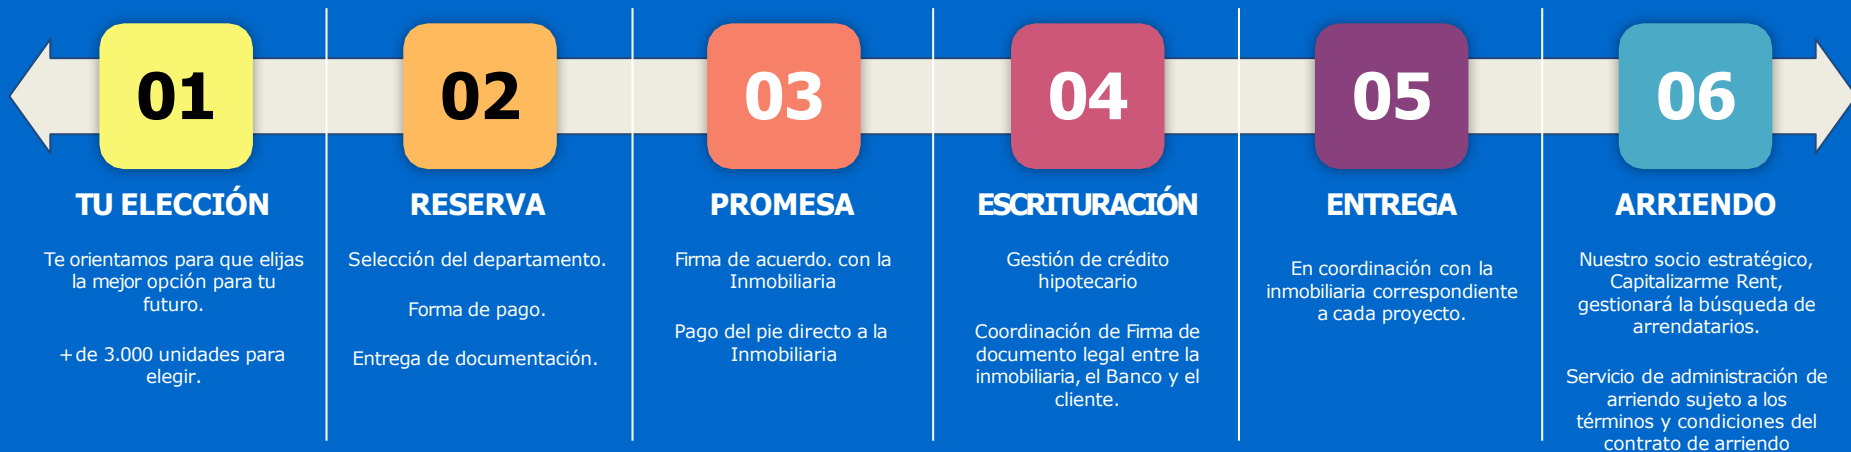 01
TU ELECCIÓN
Te orientamos para que elijas
la mejor opción para tu
futuro.
+de 3.000 unidades para
elegir.
02
RESERVA
Selección del departamento.
Forma de pago.
Entrega de documentación.
03
PROMESA
Firma de acuerdo. con la
Inmobiliaria
Pago del pie directo a la
Inmobiliaria
04
ESCRITURACIÓN
Gestión de crédito
hipotecario
Coordinación de Firma de
documento legal entre la
inmobiliaria, el Banco y el
cliente.
05
ENTREGA
En coordinación con la
inmobiliaria correspondiente
a cada proyecto.
06
ARRIENDO
Nuestro socio estratégico,
Capitalizarme Rent,
gestionará la búsqueda de
arrendatarios.
Servicio de administración de
arriendo sujeto a los
términos y condiciones del
contrato de arriendo